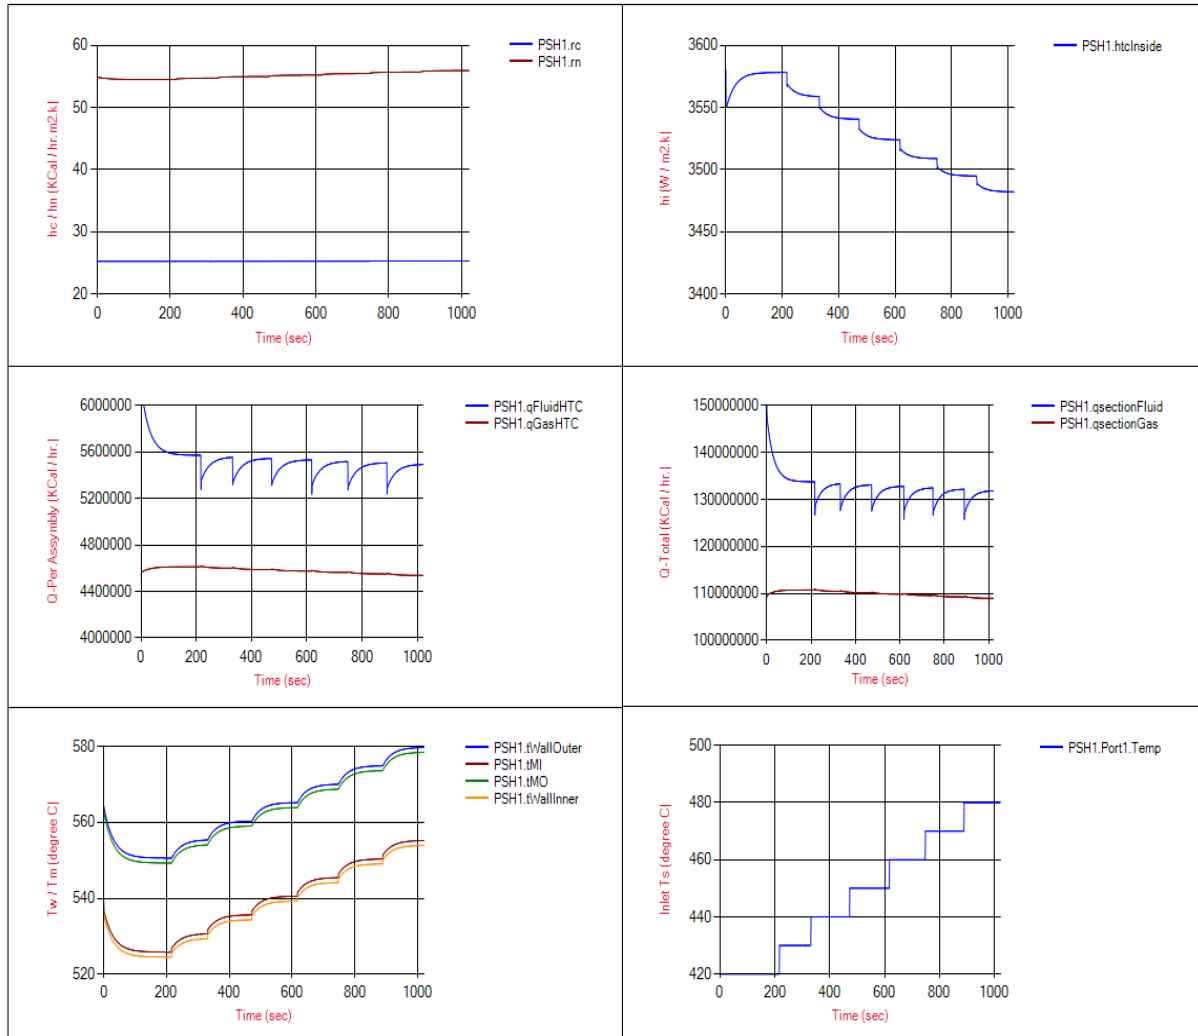 60
50
40
30
20
0
200
400
600
800
1000
hc / hn (KCal / hr. m2.k)
Time (sec)
PSH1.rc
PSH1.rn
3600
3550
3500
3450
3400
0
200
400
600
800
1000
hi (W / m2.k)
Time (sec)
PSH1.htcInside
6000000
5600000
5200000
4800000
4400000
4000000
0
200
400
600
800
1000
Q-Per Assymbly (KCal / hr.)
Time (sec)
PSH1.qFluidHTC
PSH1.qGasHTC
150000000
140000000
130000000
120000000
110000000
100000000
0
200
400
600
800
1000
Q-Total (KCal / hr.)
Time (sec)
PSH1.qsectionFluid
PSH1.qsectionGas
580
560
540
520
0
200
400
600
800
1000
Tw / Tm (degree C)
Time (sec)
PSH1.tWallOuter
PSH1.tMI
PSH1.tMO
PSH1.tWallInner
500
480
460
440
420
0
200
400
600
800
1000
Inlet Ts (degree C)
Time (sec)
PSH1.Port1.Temp